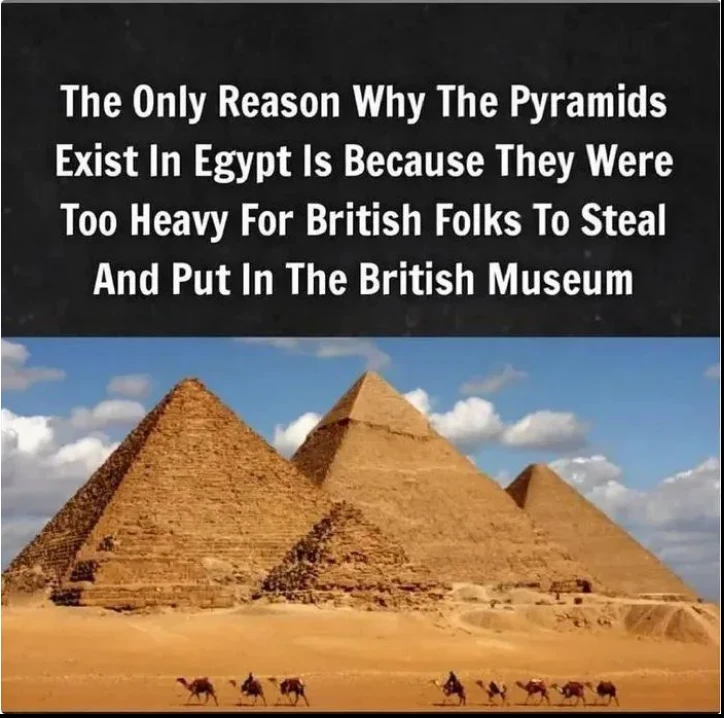 The Only Reason Why The Pyramids
Exist In Egypt Is Because They Were
Too Heavy For British Folks To Steal
And Put In The British Museum